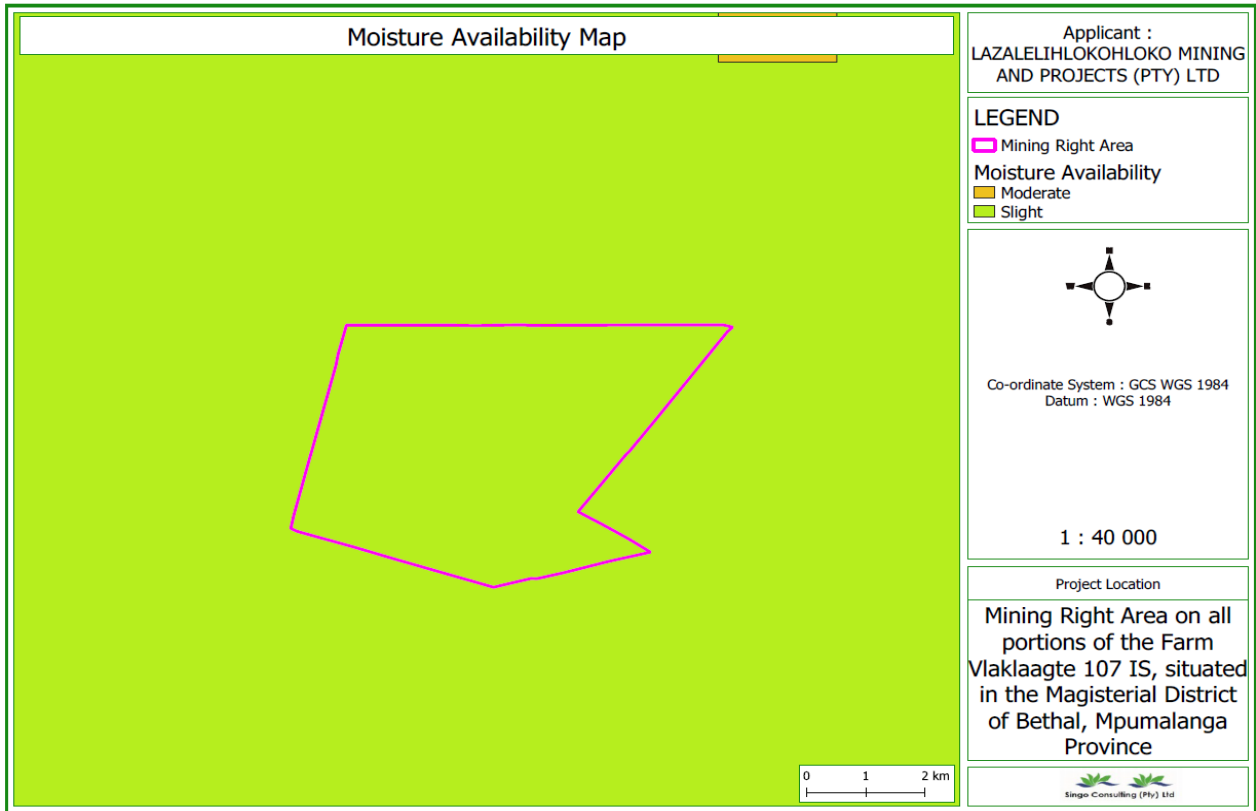 Moisture Availability Map
Applicant :
LAZALELIHLOKOHLOKO MINING
AND PROJECTS (PTY) LTD
LEGEND
Mining Right Area
Moisture Availability
Moderate
Slight
Co-ordinate System : GCS WGS 1984
Datum : WGS 1984
1 : 40 000
Project Location
Mining Right Area on all
portions of the Farm
Vlaklaagte 107 IS, situated
in the Magisterial District
of Bethal, Mpumalanga
Province
0 1 2 km
Singo Consulting (Pty) Ltd